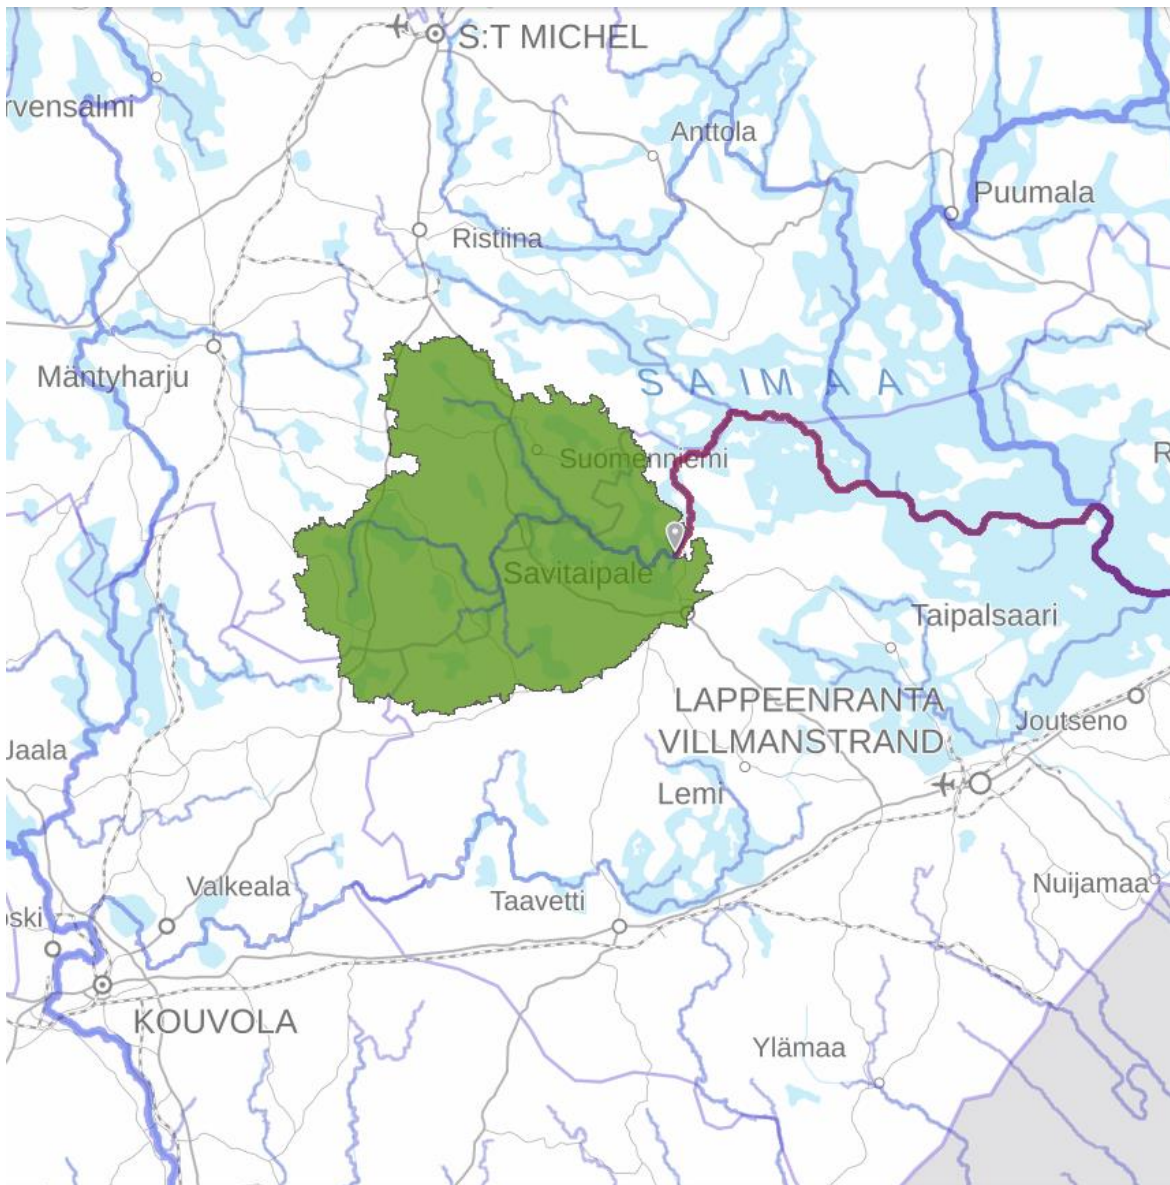 S:T MICHEL
rvensalmi
Anttola
Puumala
Ristiina
SAIMAA
Mäntyharju
R
Suomenniemi
Savitaipale
Taipalsaari
LAPPEENRANTA
VILLMANSTRAND
Joutseno
Jaala
Lemi
Valkeala
Nuijamaa
Taavetti
oski
KOUVOLA
Ylämaa